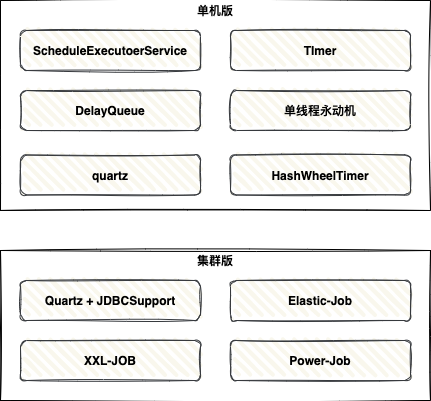 单机版
ScheduleExecutoerService
TImer
DelayQueue
单线程永动机
quartz
HashWheelTimer
集群版
Quartz + JDBCSupport
Elastic-Job
XXL-JOB
Power-Job